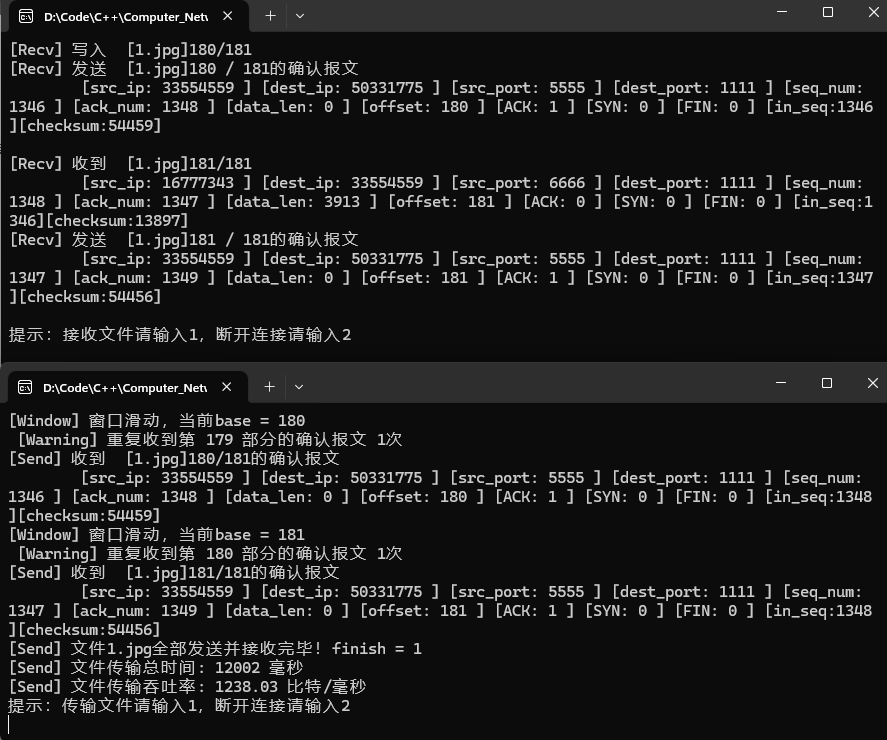 D:\Code\C++\Computer_Netv
[Recv] 写入  [1.jpg]180/181
[Recv] 发送  [1.jpg]180 / 181的确认报文
[src_ip: 33554559 ] [dest_ip: 50331775 ] [src_port: 5555 ] [dest_port: 1111 ] [seq_num:
1346 ] [ack_num: 1348 ] [data_len: 0 ] [offset: 180 ] [ACK: 1 ] [SYN: 0 ] [FIN: 0 ] [in_seq:1346
][checksum:54459]
[Recv] 收到  [1.jpg]181/181
[src_ip: 16777343 ] [dest_ip: 33554559 ] [src_port: 6666 ] [dest_port: 1111 ] [seq_num:
1348 ] [ack_num: 1347 ] [data_len: 3913 ] [offset: 181 ] [ACK: 0 ] [SYN: 0 ] [FIN: 0 ] [in_seq:1
346][checksum:13897]
[Recv] 发送  [1.jpg]181 / 181的确认报文
[src_ip: 33554559 ] [dest_ip: 50331775 ] [src_port: 5555 ] [dest_port: 1111 ] [seq_num:
1347 ] [ack_num: 1349 ] [data_len: 0 ] [offset: 181 ] [ACK: 1 ] [SYN: 0 ] [FIN: 0 ] [in_seq:1347
][checksum:54456]
提示: 接收文件请输入1, 断开连接请输入2
D:\Code\C++\Computer_Netv
[Window] 窗口滑动, 当前base = 180
[Warning] 重复收到第 179 部分的确认报文 1次
[Send] 收到  [1.jpg]180/181的确认报文
[src_ip: 33554559 ] [dest_ip: 50331775 ] [src_port: 5555 ] [dest_port: 1111 ] [seq_num:
1346 ] [ack_num: 1348 ] [data_len: 0 ] [offset: 180 ] [ACK: 1 ] [SYN: 0 ] [FIN: 0 ] [in_seq:1348
][checksum:54459]
[Window] 窗口滑动, 当前base = 181
[Warning] 重复收到第 180 部分的确认报文 1次
[Send] 收到  [1.jpg]181/181的确认报文
[src_ip: 33554559 ] [dest_ip: 50331775 ] [src_port: 5555 ] [dest_port: 1111 ] [seq_num:
1347 ] [ack_num: 1349 ] [data_len: 0 ] [offset: 181 ] [ACK: 1 ] [SYN: 0 ] [FIN: 0 ] [in_seq:1348
][checksum:54456]
[Send] 文件1.jpg全部发送并接收完毕! finish = 1
[Send] 文件传输总时间: 12002 毫秒
[Send] 文件传输吞吐率: 1238.03 比特/毫秒
提示: 传输文件请输入1, 断开连接请输入2